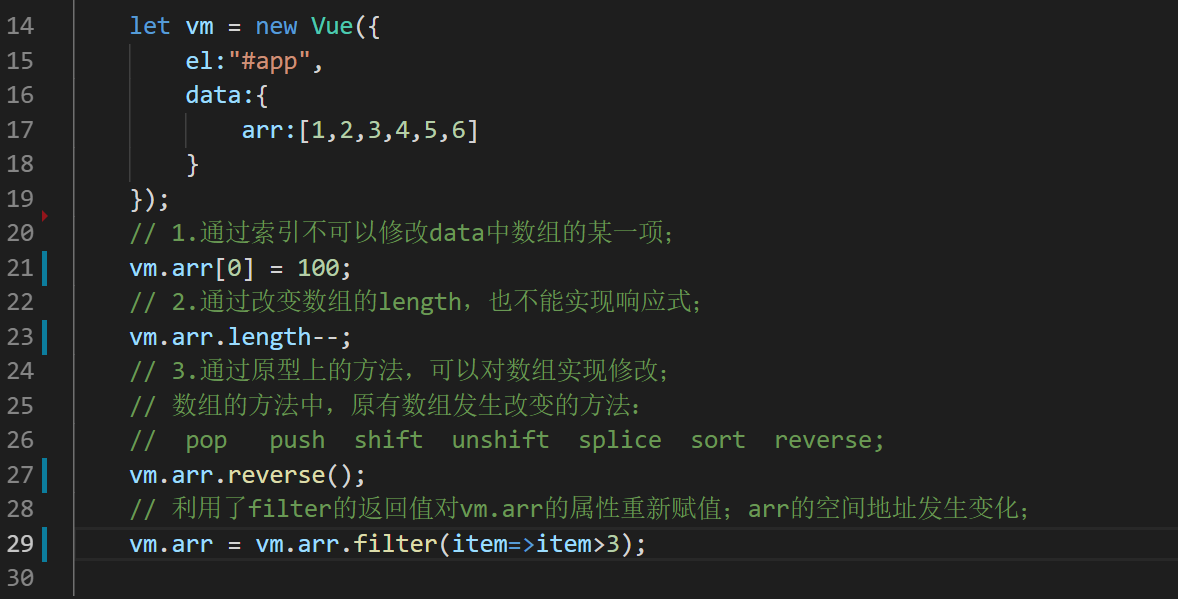 14 let vm = new Vue({
15 el:"#app",
16 data:{
17 arr:[1,2,3,4,5,6]
18 }
19 });
20 // 1.通过索引不可以修改data中数组的某一项;
21 vm.arr[0] = 100;
22 // 2.通过改变数组的length，也不能实现响应式;
23 vm.arr.length--;
24 // 3.通过原型上的方法，可以对数组实现修改;
25 // 数组的方法中，原有数组发生改变的方法：
26 // pop push shift unshift splice sort reverse;
27 vm.arr.reverse();
28 // 利用了filter的返回值对vm.arr的属性重新赋值；arr的空间地址发生变化;
29 vm.arr = vm.arr.filter(item=>item>3);
30